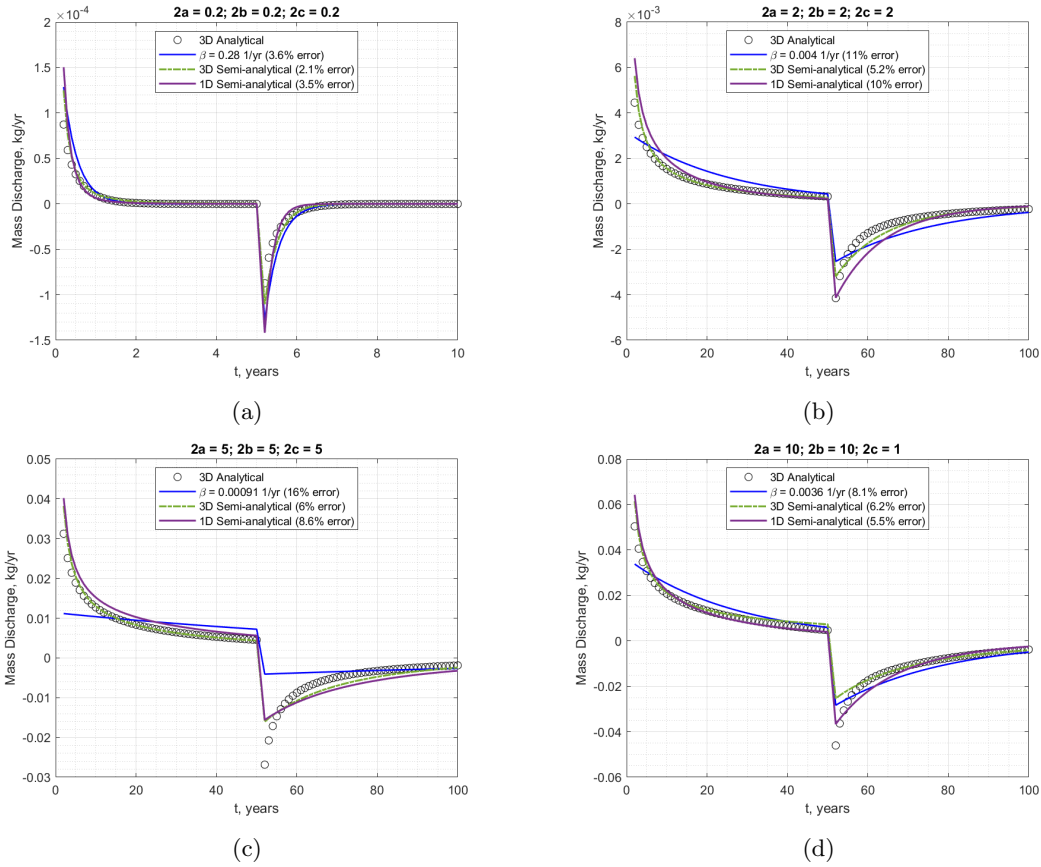 2a = 0.2; 2b = 0.2; 2c = 0.2
×10⁻⁴
2
1.5
1
0.5
0
-0.5
-1
-1.5
Mass Discharge, kg/yr
3D Analytical
β = 0.28 1/yr (3.6% error)
3D Semi-analytical (2.1% error)
1D Semi-analytical (3.5% error)
0 2 4 6 8 10
t, years
(a)
2a = 2; 2b = 2; 2c = 2
×10⁻³
8
6
4
2
0
-2
-4
-6
Mass Discharge, kg/yr
3D Analytical
β = 0.004 1/yr (11% error)
3D Semi-analytical (5.2% error)
1D Semi-analytical (10% error)
0 20 40 60 80 100
t, years
(b)
2a = 5; 2b = 5; 2c = 5
0.05
0.04
0.03
0.02
0.01
0
-0.01
-0.02
-0.03
Mass Discharge, kg/yr
3D Analytical
β = 0.00091 1/yr (16% error)
3D Semi-analytical (6% error)
1D Semi-analytical (8.6% error)
0 20 40 60 80 100
t, years
(c)
2a = 10; 2b = 10; 2c = 1
0.08
0.06
0.04
0.02
0
-0.02
-0.04
-0.06
Mass Discharge, kg/yr
3D Analytical
β = 0.0036 1/yr (8.1% error)
3D Semi-analytical (6.2% error)
1D Semi-analytical (5.5% error)
0 20 40 60 80 100
t, years
(d)